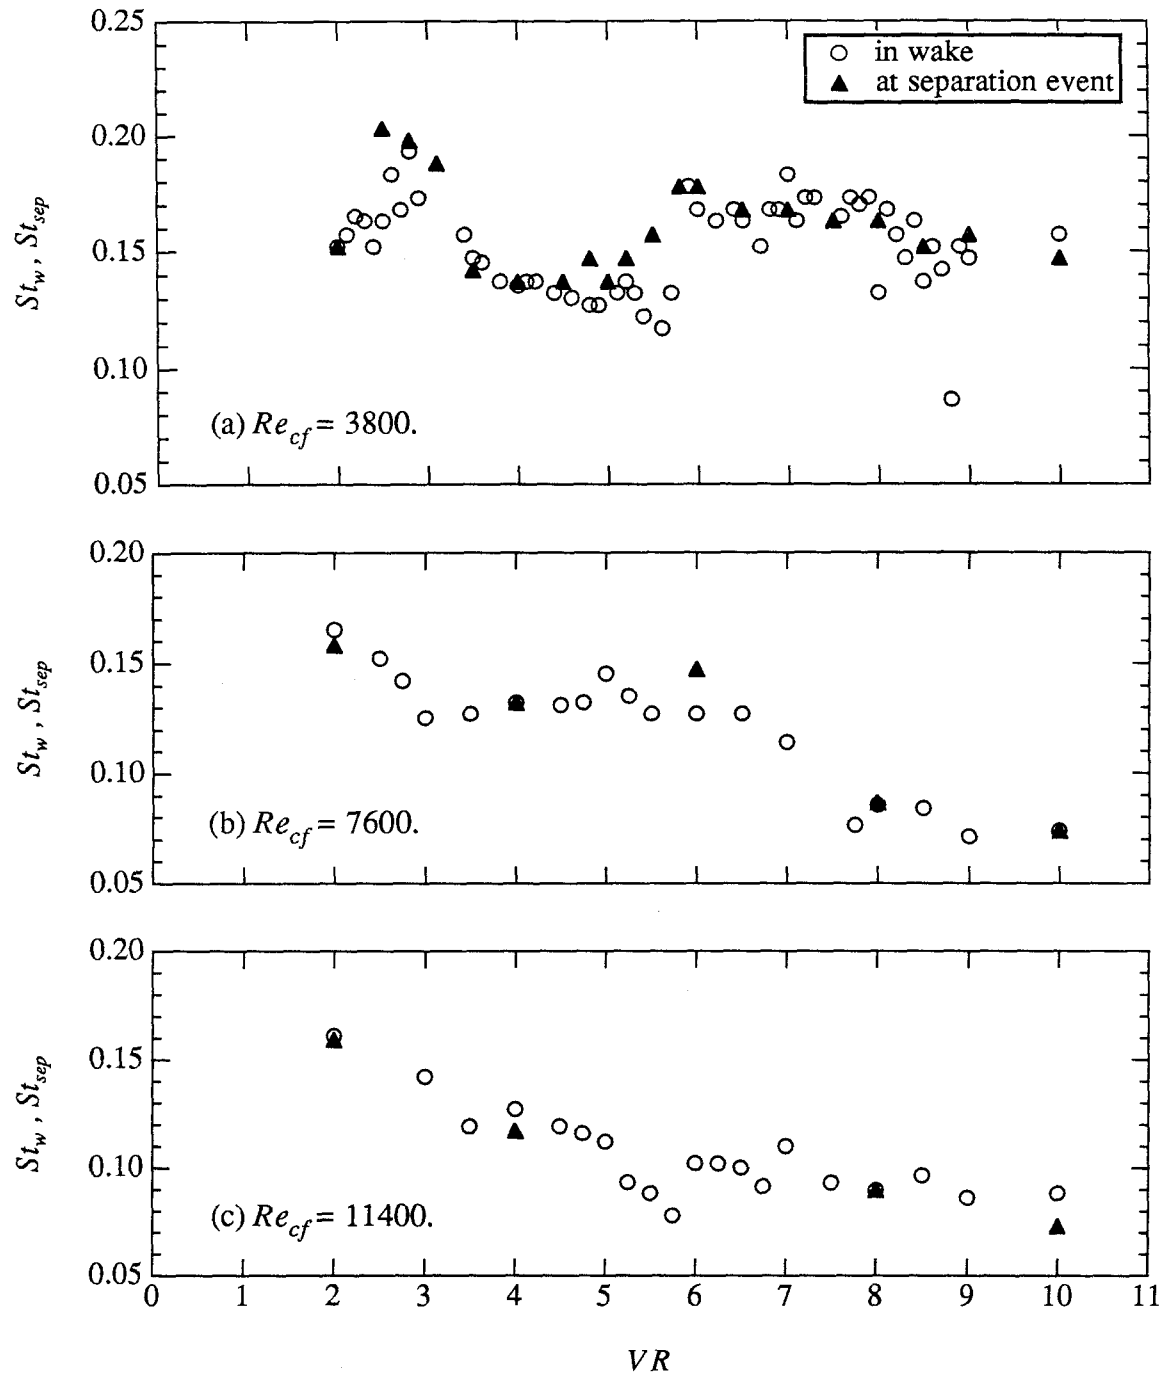 0.25
in wake
at separation event
0.20
0.15
St_w , St_sep
0.10
(a) Re_cf = 3800.
0.05
0.20
0.15
St_w , St_sep
0.10
(b) Re_cf = 7600.
0.05
0.20
0.15
St_w , St_sep
0.10
(c) Re_cf = 11400.
0.05
0 1 2 3 4 5 6 7 8 9 10 11
VR